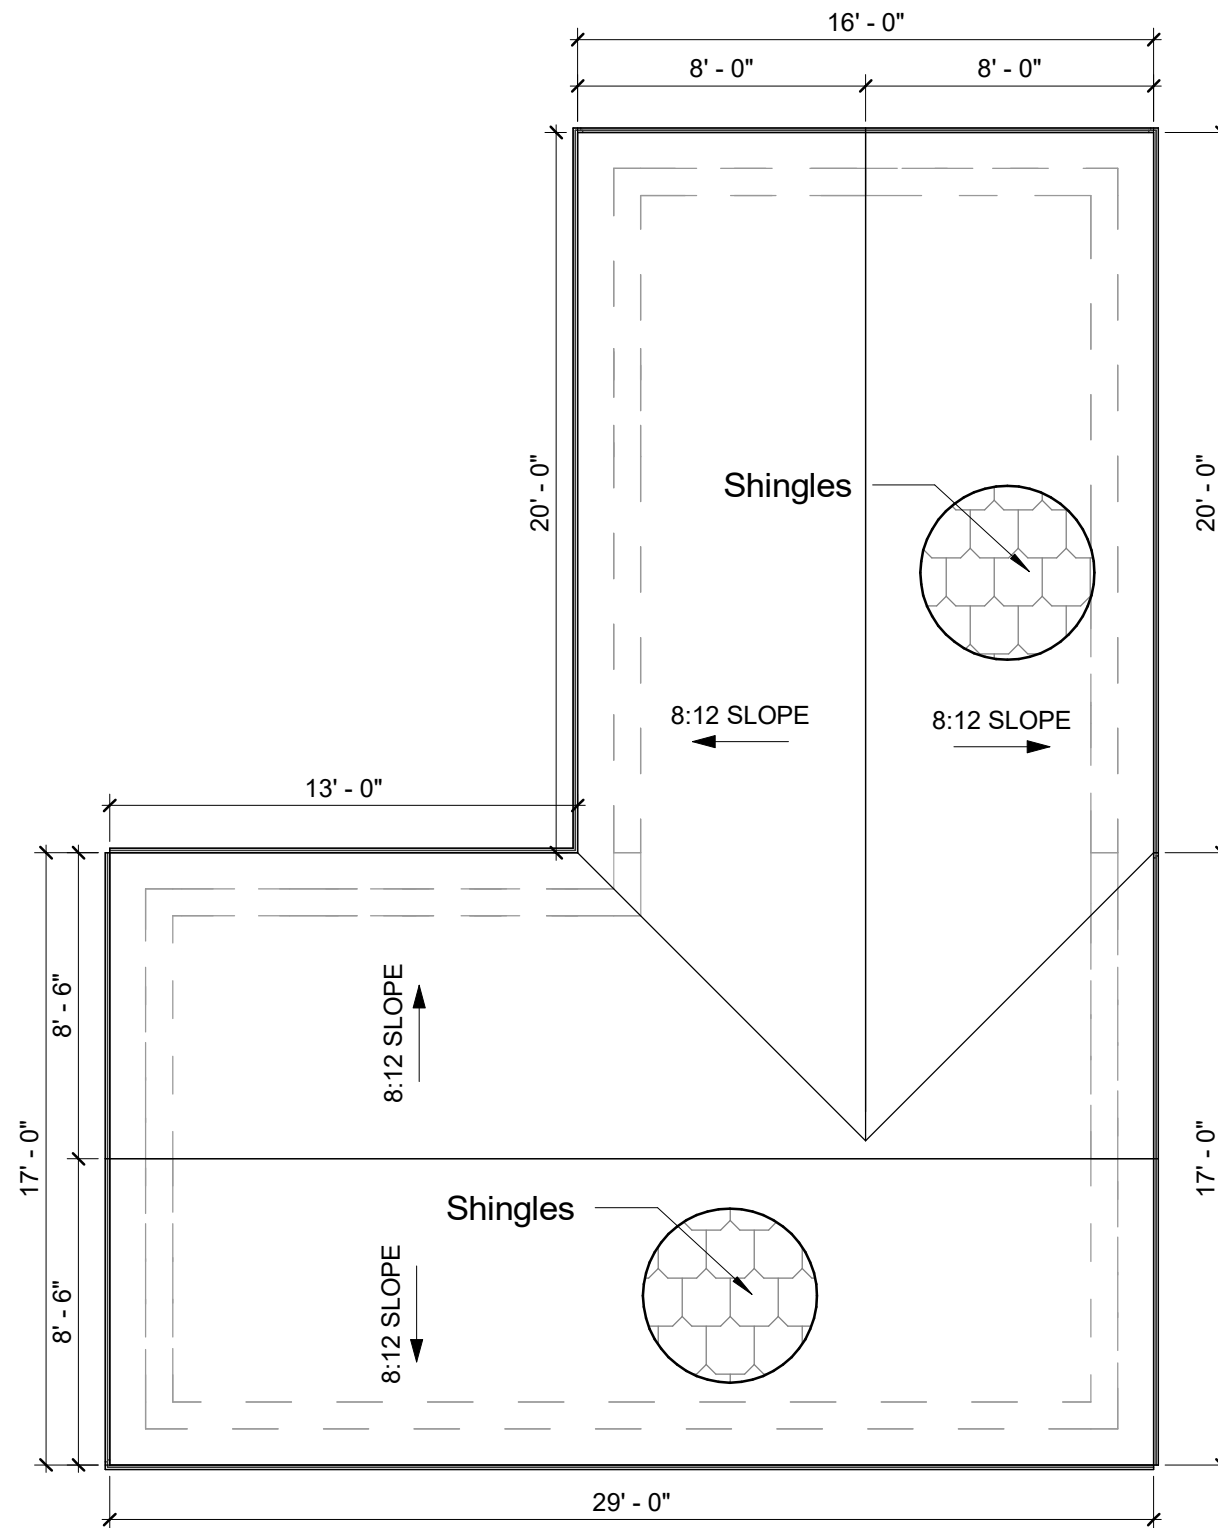 16' - 0"
8' - 0"
8' - 0"
20' - 0"
20' - 0"
Shingles
8:12 SLOPE
8:12 SLOPE
13' - 0"
8' - 6"
8:12 SLOPE
17' - 0"
17' - 0"
Shingles
8' - 6"
8:12 SLOPE
29' - 0"